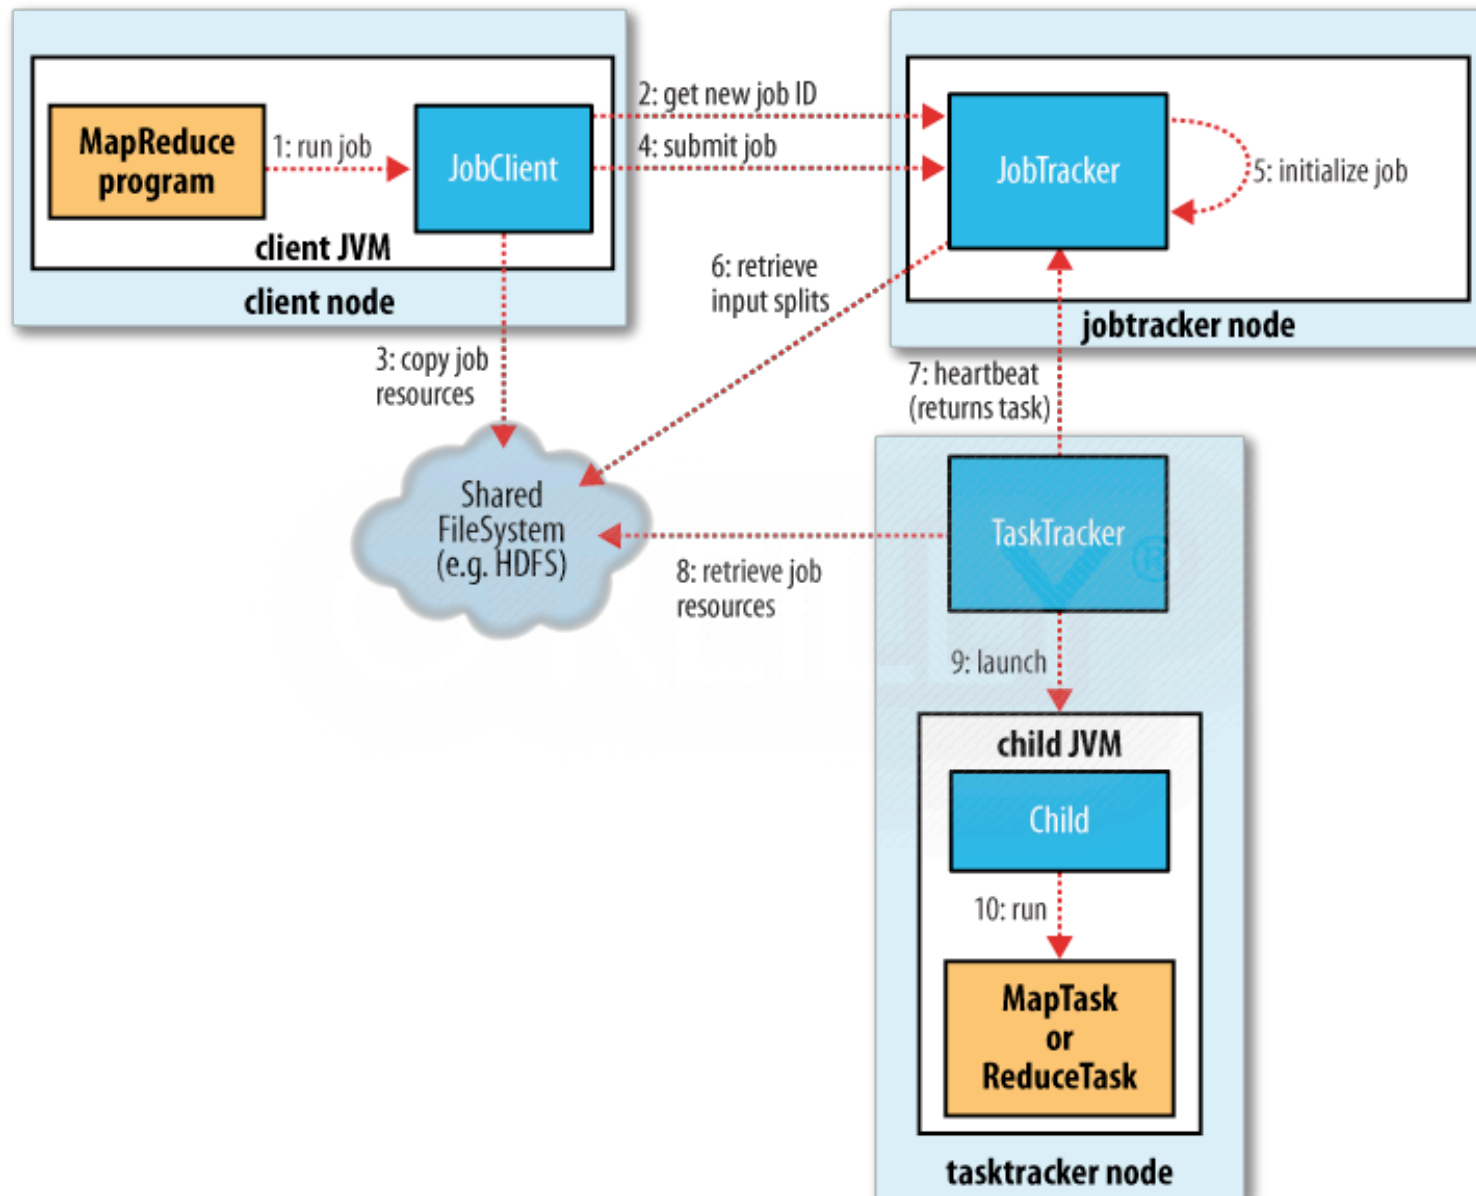 MapReduce
program
1: run job
JobClient
client JVM
client node
2: get new job ID
4: submit job
JobTracker
5: initialize job
jobtracker node
3: copy job
resources
6: retrieve
input splits
7: heartbeat
(returns task)
Shared
FileSystem
(e.g. HDFS)
8: retrieve job
resources
TaskTracker
®
9: launch
child JVM
Child
10: run
MapTask
or
ReduceTask
tasktracker node